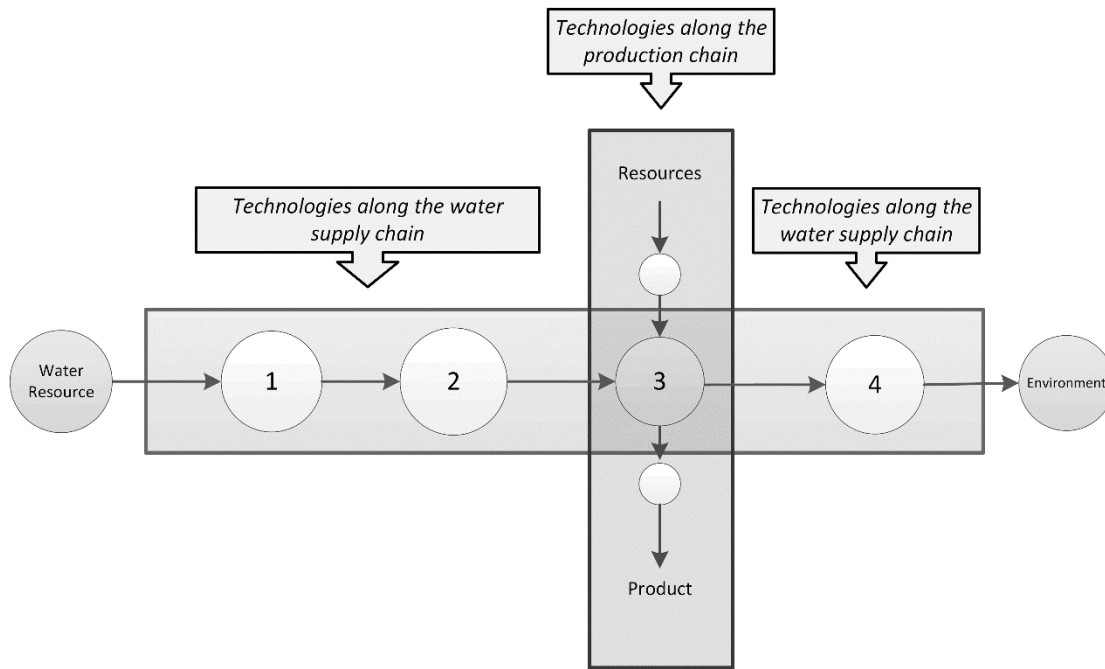 Technologies along the
production chain
Resources
Technologies along the water
supply chain
Technologies along the
water supply chain
Water
Resource
1
2
3
4
Environment
Product